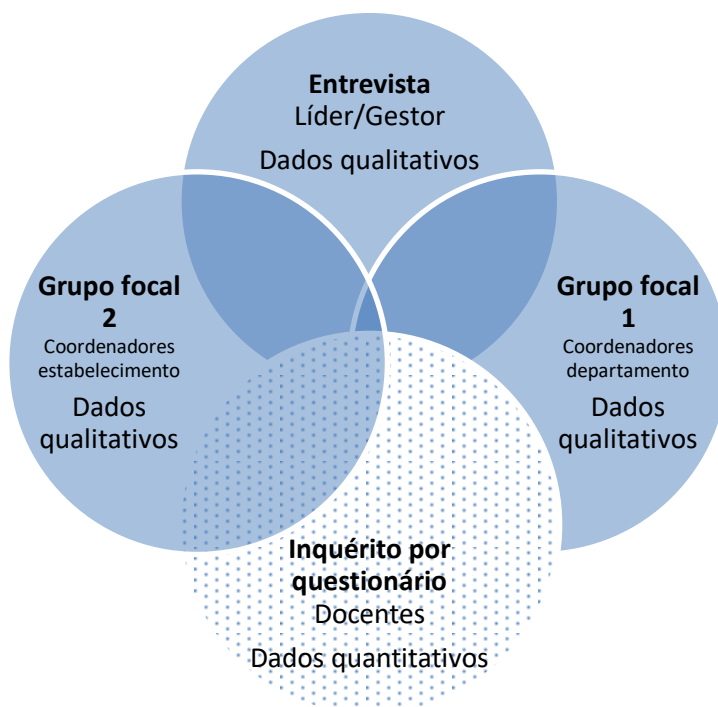 Entrevista
Líder/Gestor
Dados qualitativos
Grupo focal
2
Coordenadores
estabelecimento
Dados
qualitativos
Grupo focal
1
Coordenadores
departamento
Dados
qualitativos
Inquérito por
questionário
Docentes
Dados quantitativos